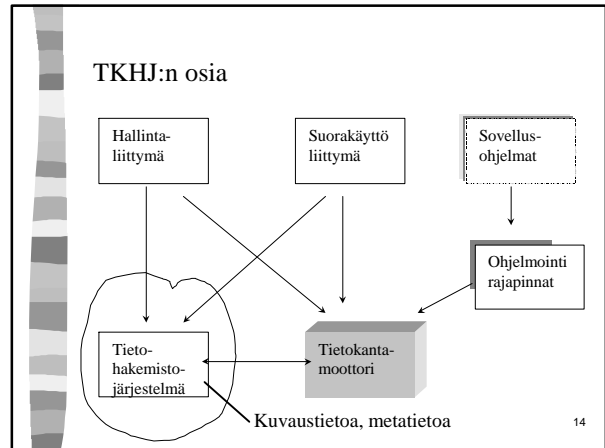 TKHJ:n osia
Hallinta-
liittymä
Suorakäyttö
liittymä
Sovellus-
ohjelmat
Ohjelmointi
rajapinnat
Tieto-
hakemisto-
järjestelmä
Tietokanta-
moottori
Kuvaustietoa, metatietoa
14